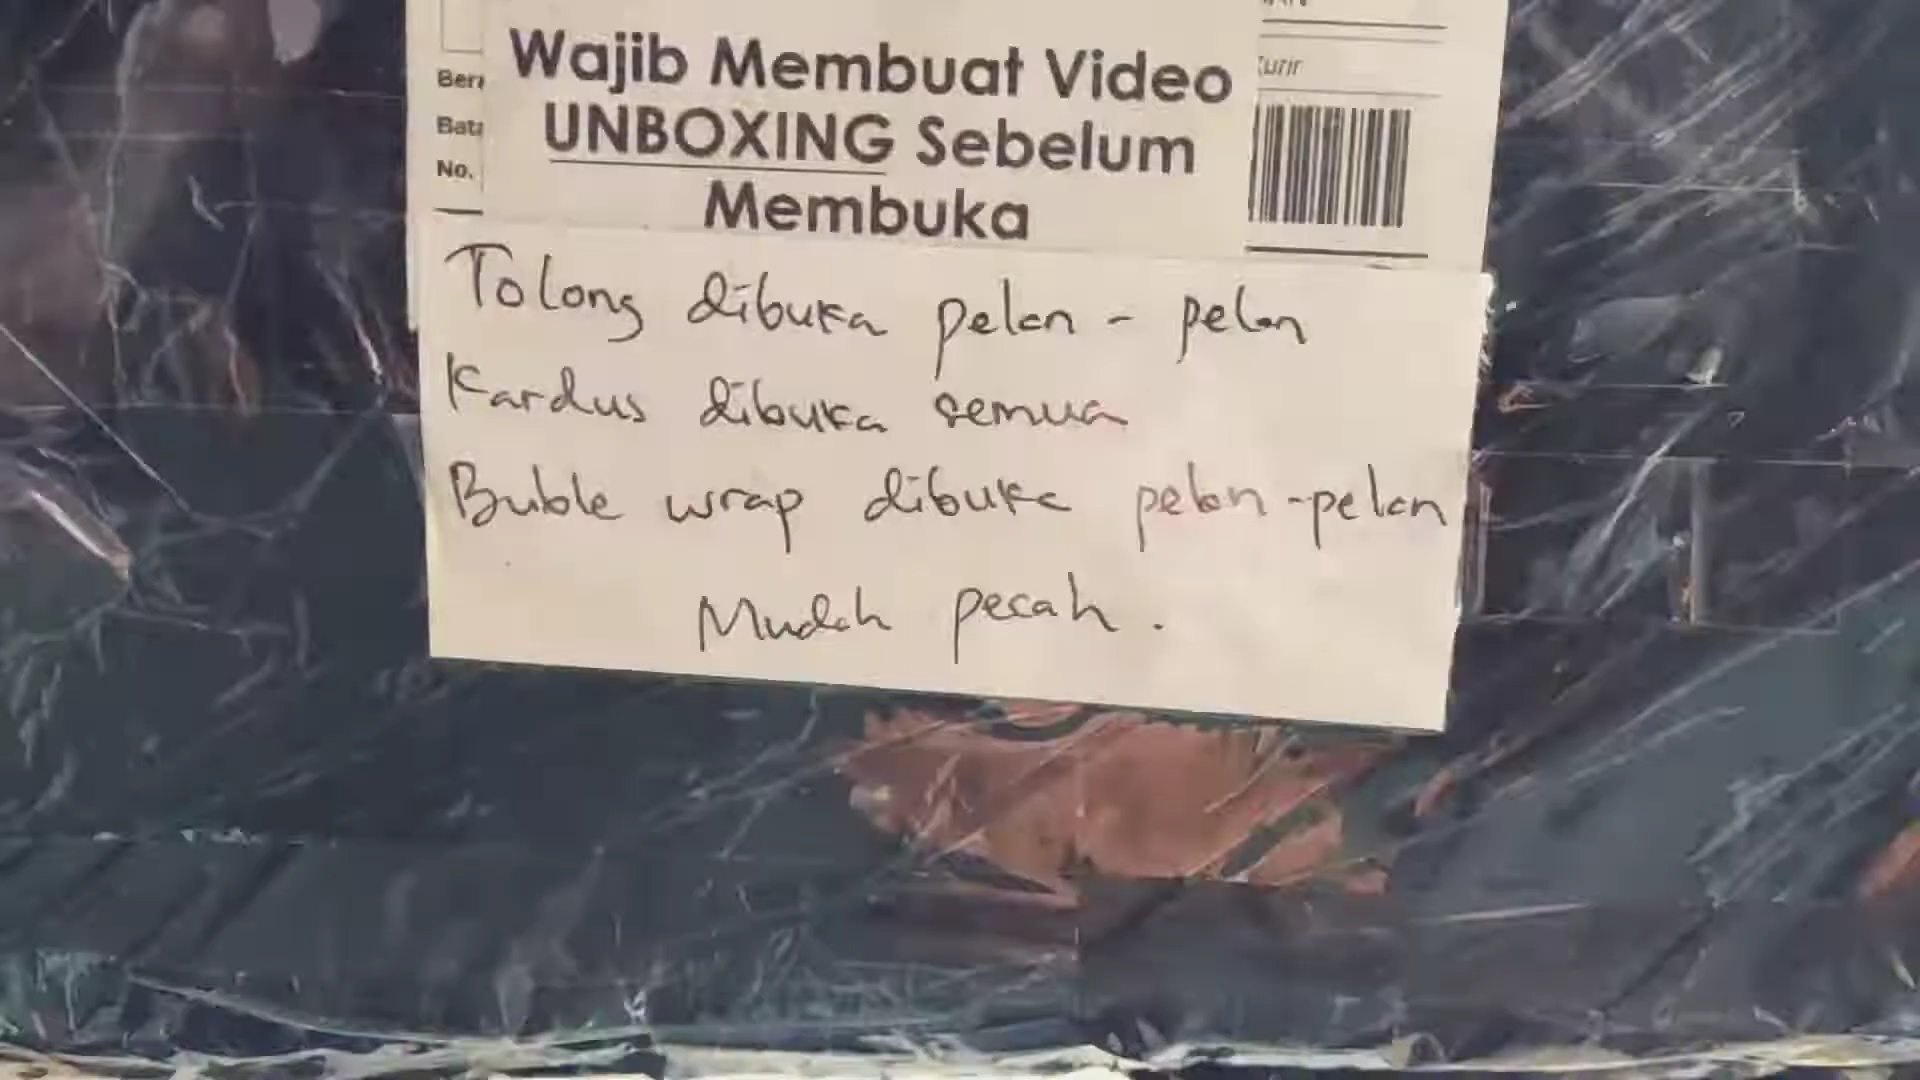 Wajib Membuat Video
UNBOXING Sebelum
Membuka
No.
Tolong dibuka pelan - pelan
Kardus dibuka semua
Buble wrap dibuka pelan-pelan
Mudah pecah.